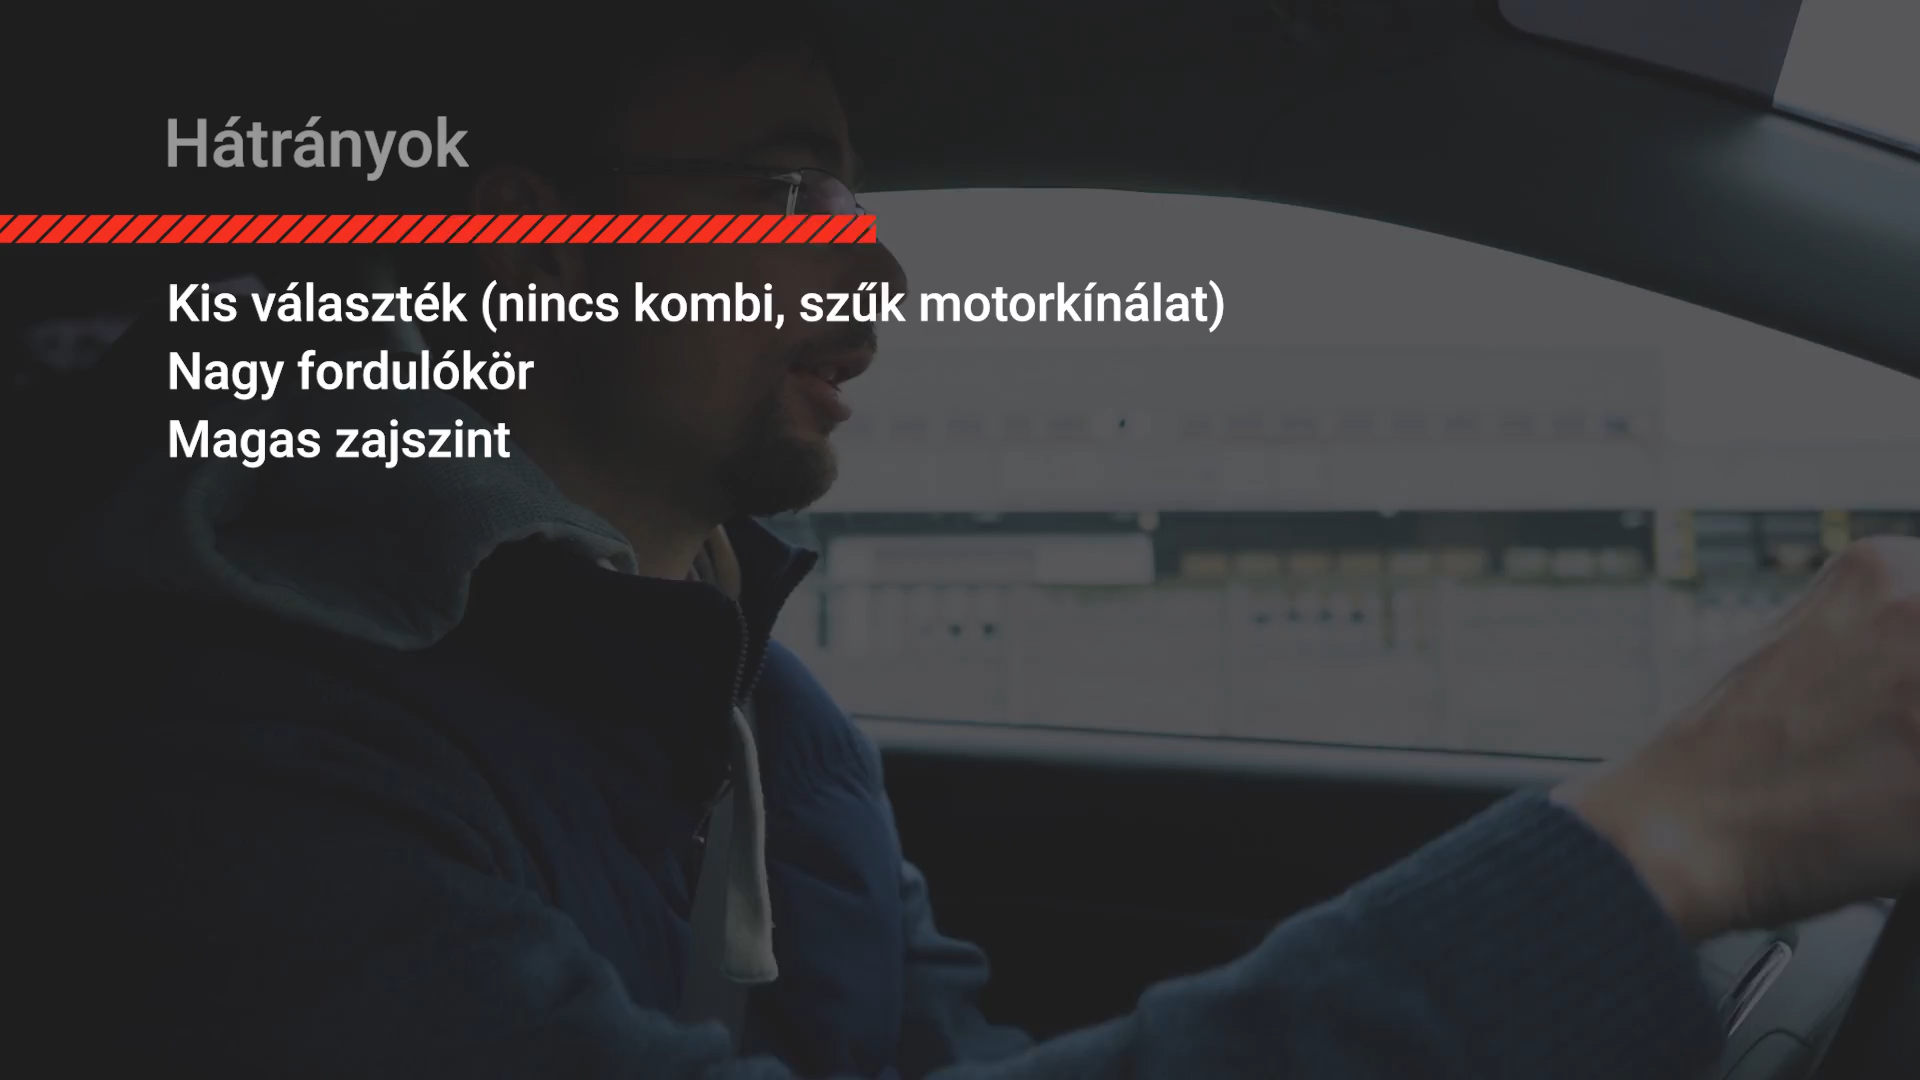 Hátrányok
Kis választék (nincs kombi, szűk motorkínálat)
Nagy fordulókör
Magas zajszint